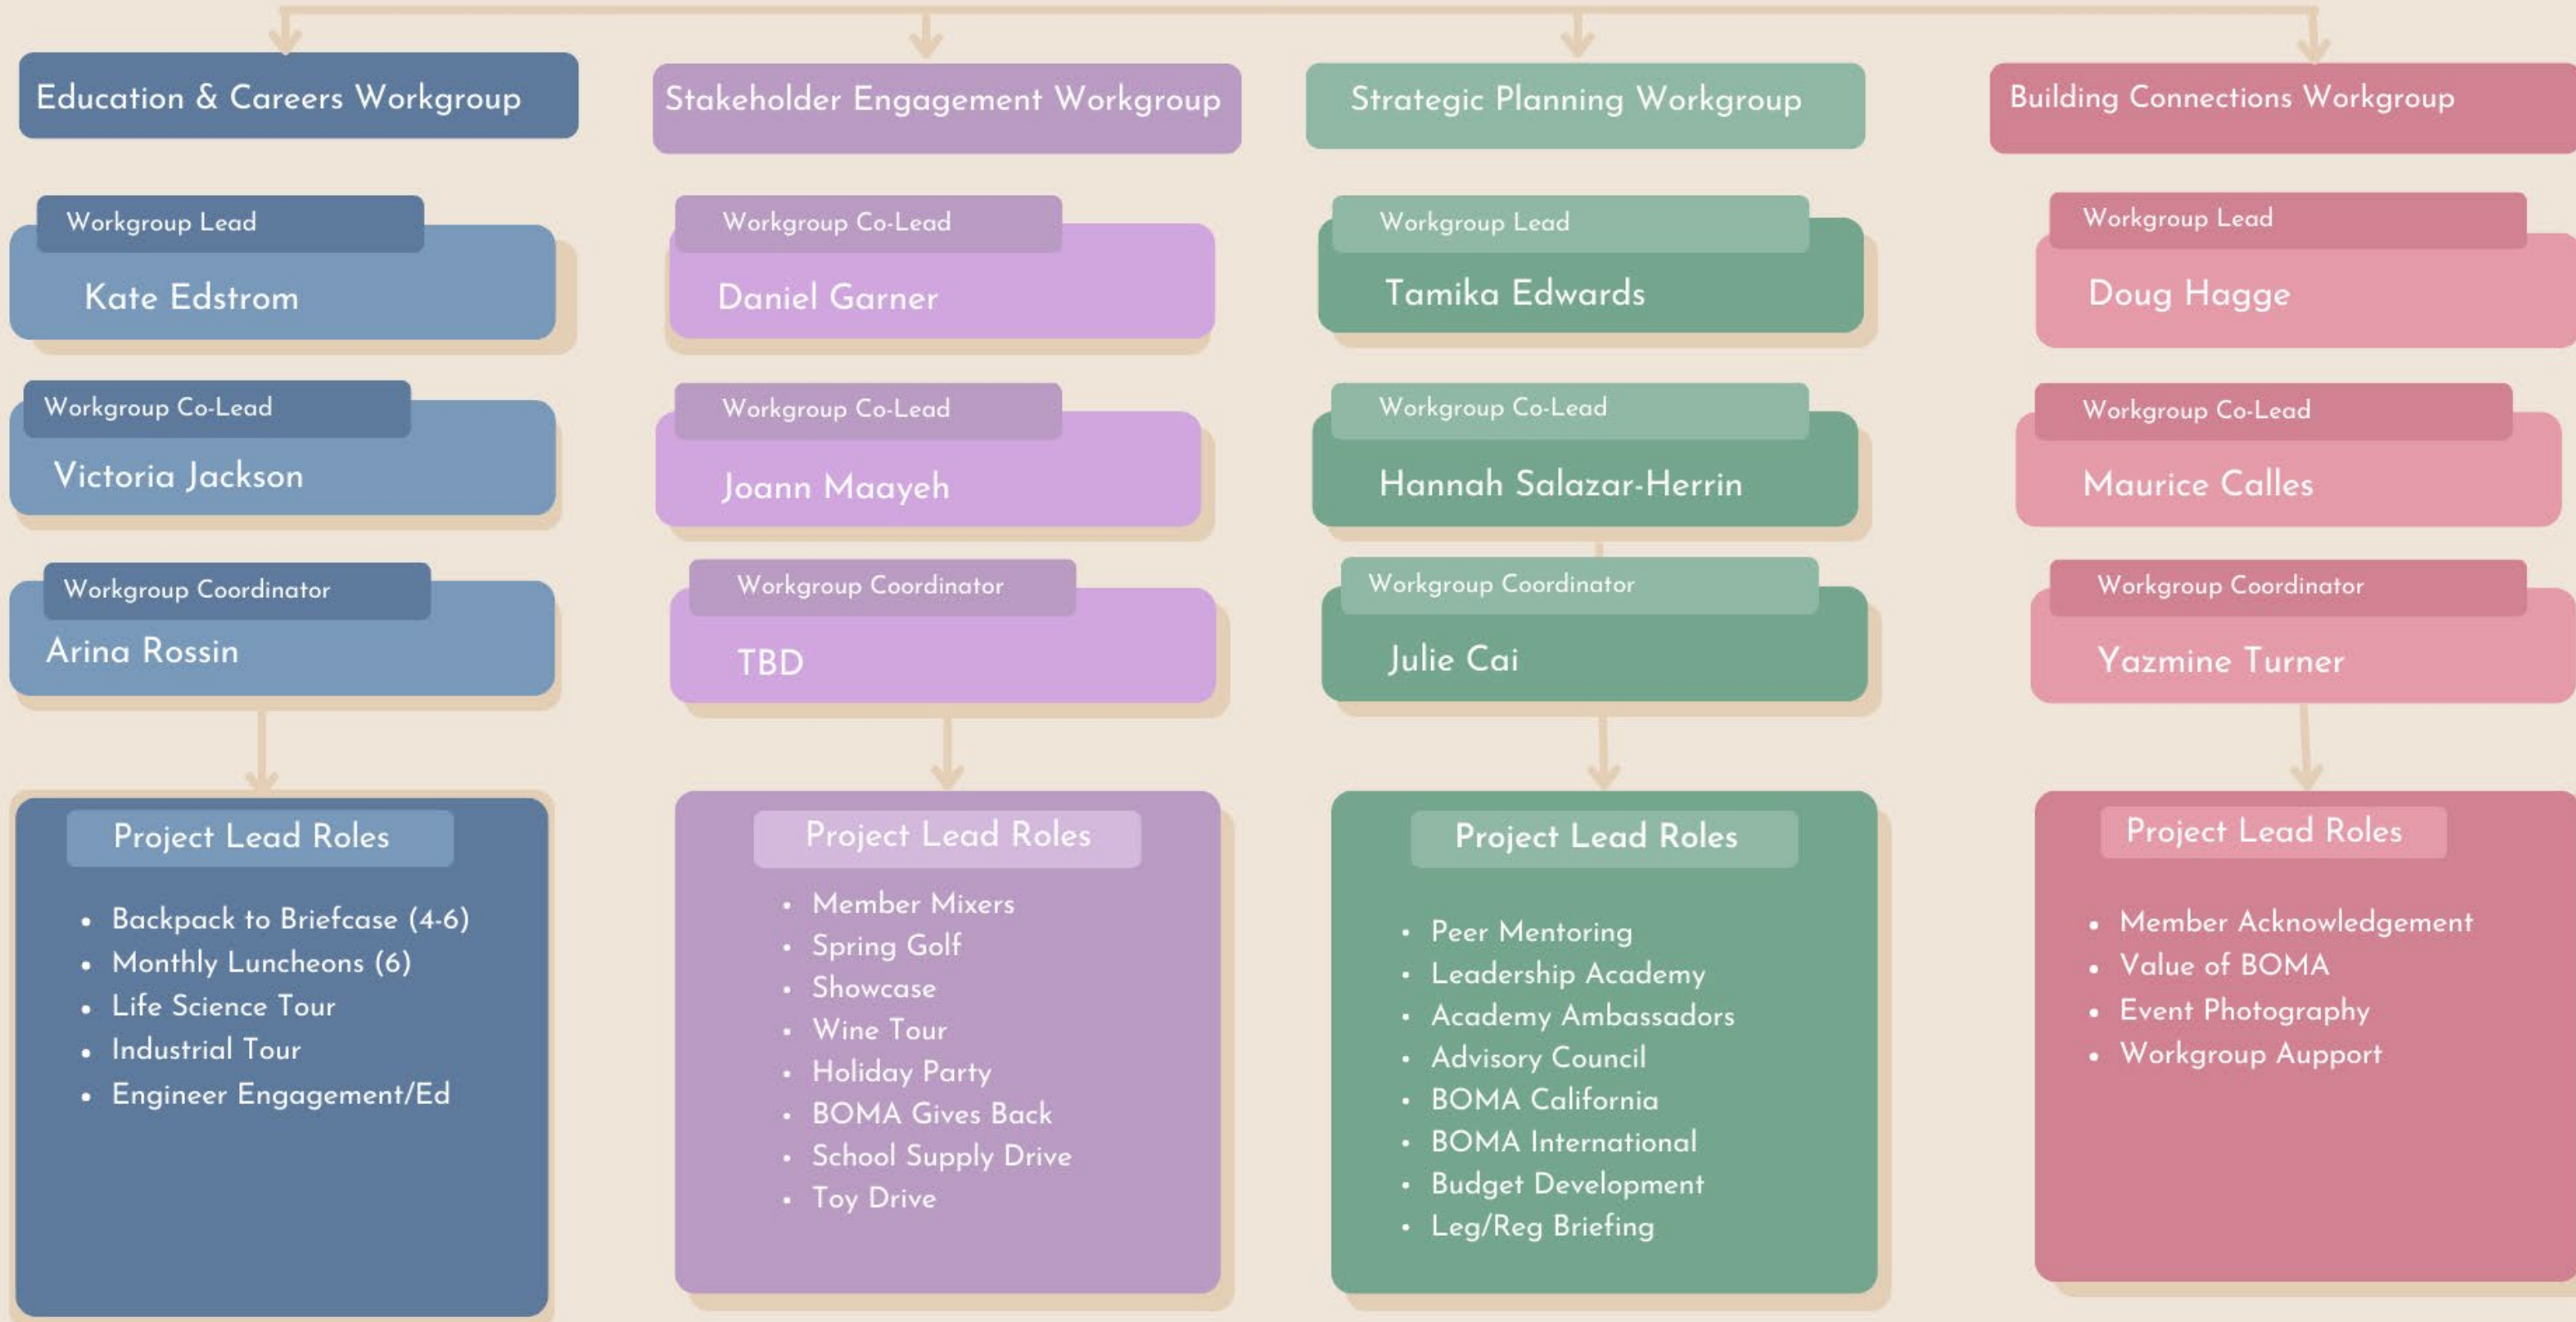 Education & Careers Workgroup
Workgroup Lead
Kate Edstrom
Workgroup Co-Lead
Victoria Jackson
Workgroup Coordinator
Arina Rossin
Project Lead Roles
• Backpack to Briefcase (4-6)
• Monthly Luncheons (6)
• Life Science Tour
• Industrial Tour
• Engineer Engagement/Ed
Stakeholder Engagement Workgroup
Workgroup Co-Lead
Daniel Garner
Workgroup Co-Lead
Joann Maayeh
Workgroup Coordinator
TBD
Project Lead Roles
• Member Mixers
• Spring Golf
• Showcase
• Wine Tour
• Holiday Party
• BOMA Gives Back
• School Supply Drive
• Toy Drive
Strategic Planning Workgroup
Workgroup Lead
Tamika Edwards
Workgroup Co-Lead
Hannah Salazar-Herrin
Workgroup Coordinator
Julie Cai
Project Lead Roles
• Peer Mentoring
• Leadership Academy
• Academy Ambassadors
• Advisory Council
• BOMA California
• BOMA International
• Budget Development
• Leg/Reg Briefing
Building Connections Workgroup
Workgroup Lead
Doug Hagge
Workgroup Co-Lead
Maurice Calles
Workgroup Coordinator
Yazmine Turner
Project Lead Roles
• Member Acknowledgement
• Value of BOMA
• Event Photography
• Workgroup Aupport